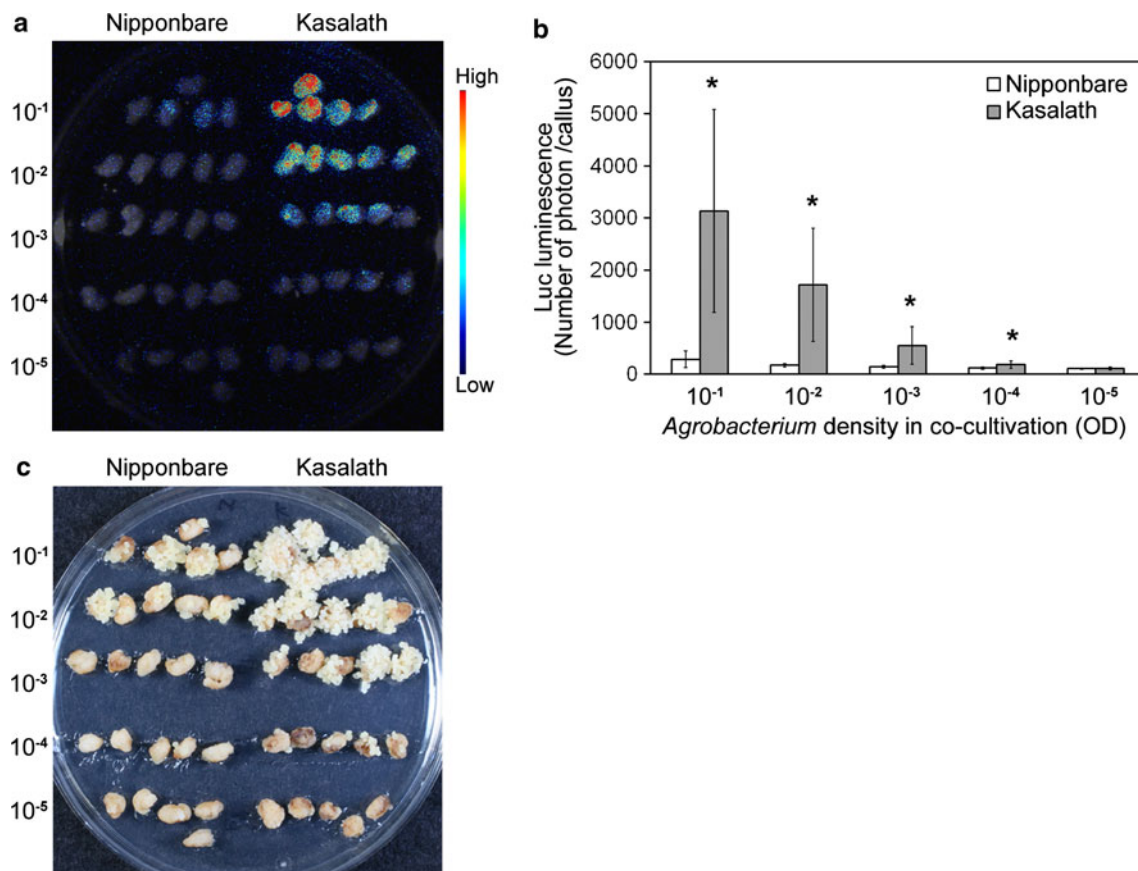 a
Nipponbare Kasalath
10-1
10-2
10-3
10-4
10-5
High
Low
b
Luc luminescence
(Number of photon /callus)
6000
5000
4000
3000
2000
1000
0
* * * *
Nipponbare
Kasalath
10-1 10-2 10-3 10-4 10-5
Agrobacterium density in co-cultivation (OD)
c
Nipponbare Kasalath
10-1
10-2
10-3
10-4
10-5